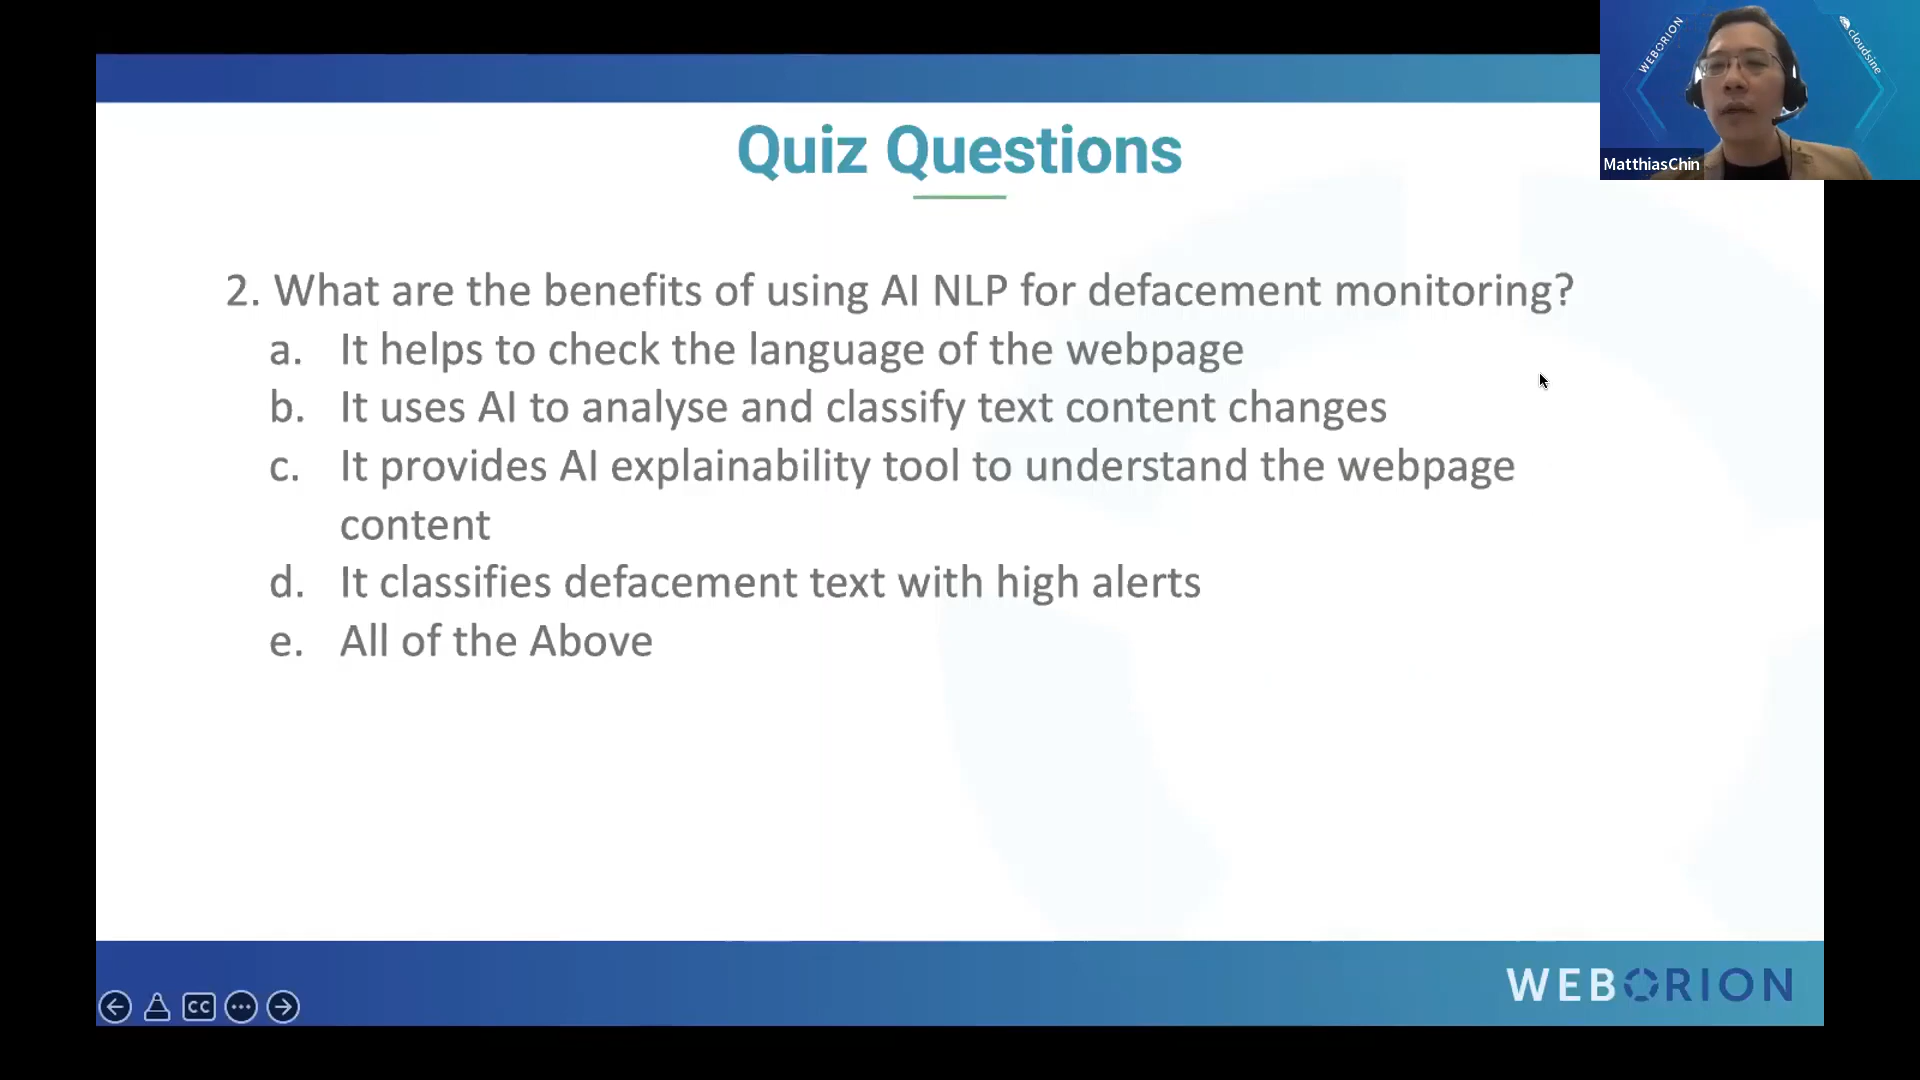 WEBORION
cloudsine
MatthiasChin
Quiz Questions
2. What are the benefits of using AI NLP for defacement monitoring?
a. It helps to check the language of the webpage
b. It uses AI to analyse and classify text content changes
c. It provides AI explainability tool to understand the webpage
content
d. It classifies defacement text with high alerts
e. All of the Above
CC
WEBORION